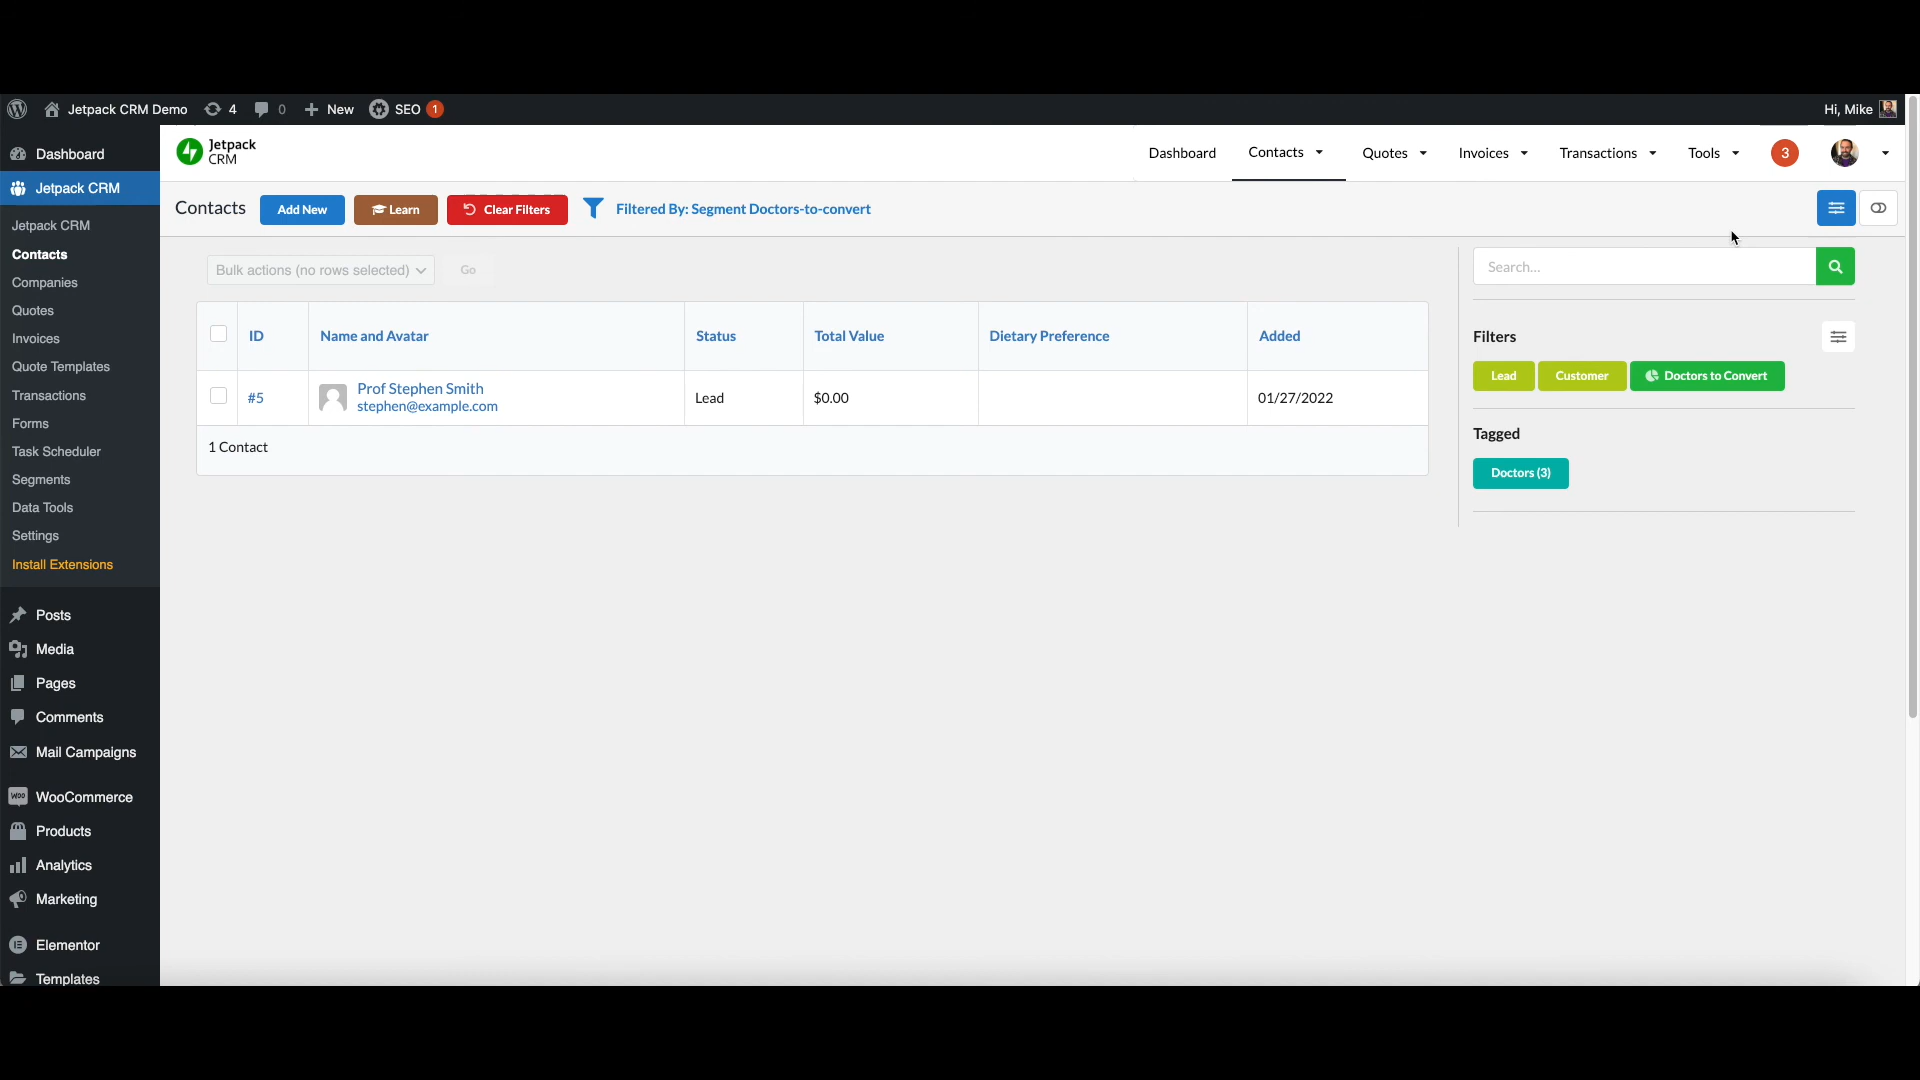 Jetpack CRM Demo 4 0 New SEO 1 Hi, Mike
Dashboard
Jetpack CRM
Jetpack CRM
Contacts
Companies
Quotes
Invoices
Quote Templates
Transactions
Forms
Task Scheduler
Segments
Data Tools
Settings
Install Extensions
Posts
Media
Pages
Comments
Mail Campaigns
WooCommerce
Products
Analytics
Marketing
Elementor
Templates
Jetpack
CRM
Dashboard Contacts Quotes Invoices Transactions Tools 3
Contacts Add New Learn Clear Filters Filtered By: Segment Doctors-to-convert
Bulk actions (no rows selected) Go
ID Name and Avatar Status Total Value Dietary Preference Added
#5 Prof Stephen Smith Lead $0.00 01/27/2022
stephen@example.com
1 Contact
Search...
Filters
Lead Customer Doctors to Convert
Tagged
Doctors (3)